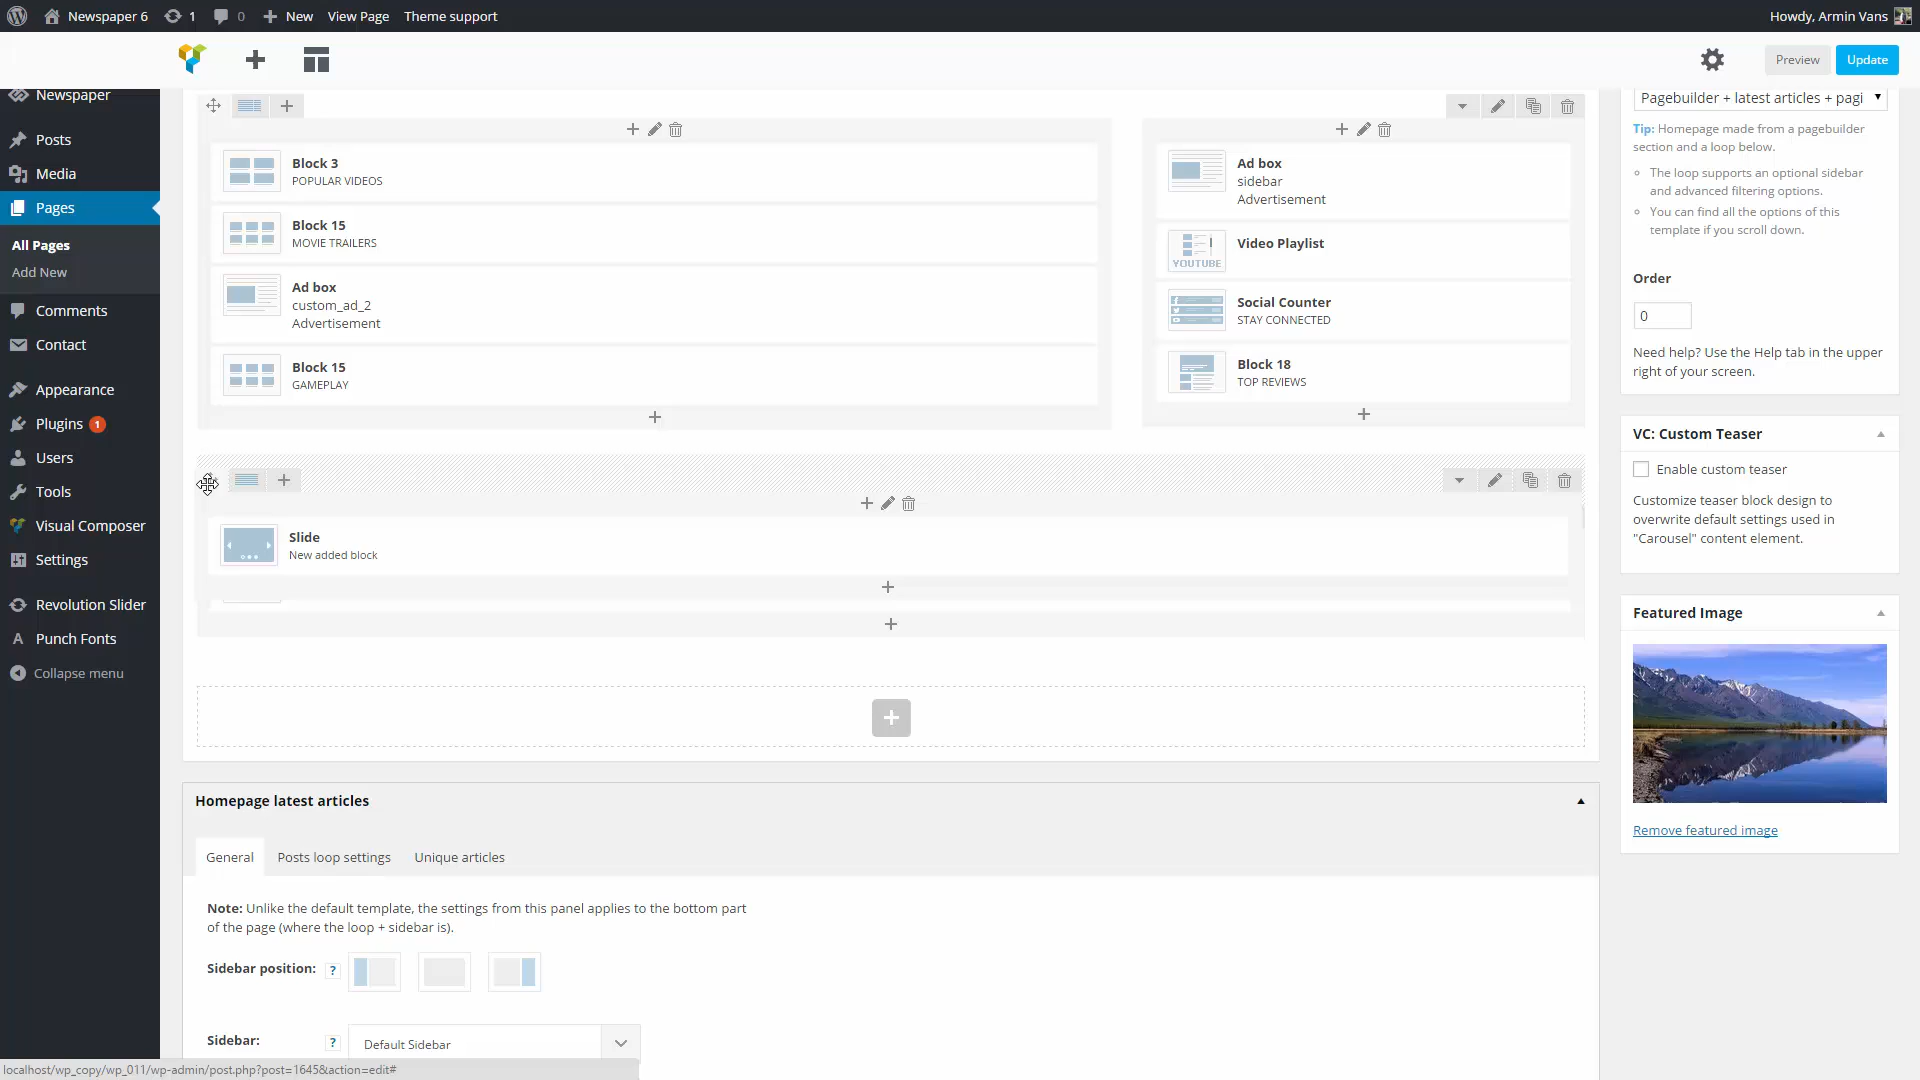 Newspaper 6
1
0
New
View Page
Theme support
Howdy, Armin Vans
Preview
Update
Newspaper
Posts
Media
Pages
All Pages
Add New
Comments
Contact
Appearance
Plugins 1
Users
Tools
Visual Composer
Settings
Revolution Slider
Punch Fonts
Collapse menu
Block 3
POPULAR VIDEOS
Block 15
MOVIE TRAILERS
Ad box
custom_ad_2
Advertisement
Block 15
GAMEPLAY
Ad box
sidebar
Advertisement
YOUTUBE
Video Playlist
Social Counter
STAY CONNECTED
Block 18
TOP REVIEWS
Slide
New added block
Homepage latest articles
General
Posts loop settings
Unique articles
Note: Unlike the default template, the settings from this panel applies to the bottom part
of the page (where the loop + sidebar is).
Sidebar position: ?
Sidebar: ?
Default Sidebar
Pagebuilder + latest articles + pagi
Tip: Homepage made from a pagebuilder
section and a loop below.
The loop supports an optional sidebar
and advanced filtering options.
You can find all the options of this
template if you scroll down.
Order
0
Need help? Use the Help tab in the upper
right of your screen.
VC: Custom Teaser
Enable custom teaser
Customize teaser block design to
overwrite default settings used in
"Carousel" content element.
Featured Image
Remove featured image
localhost/wp_copy/wp_011/wp-admin/post.php?post=1645&action=edit#